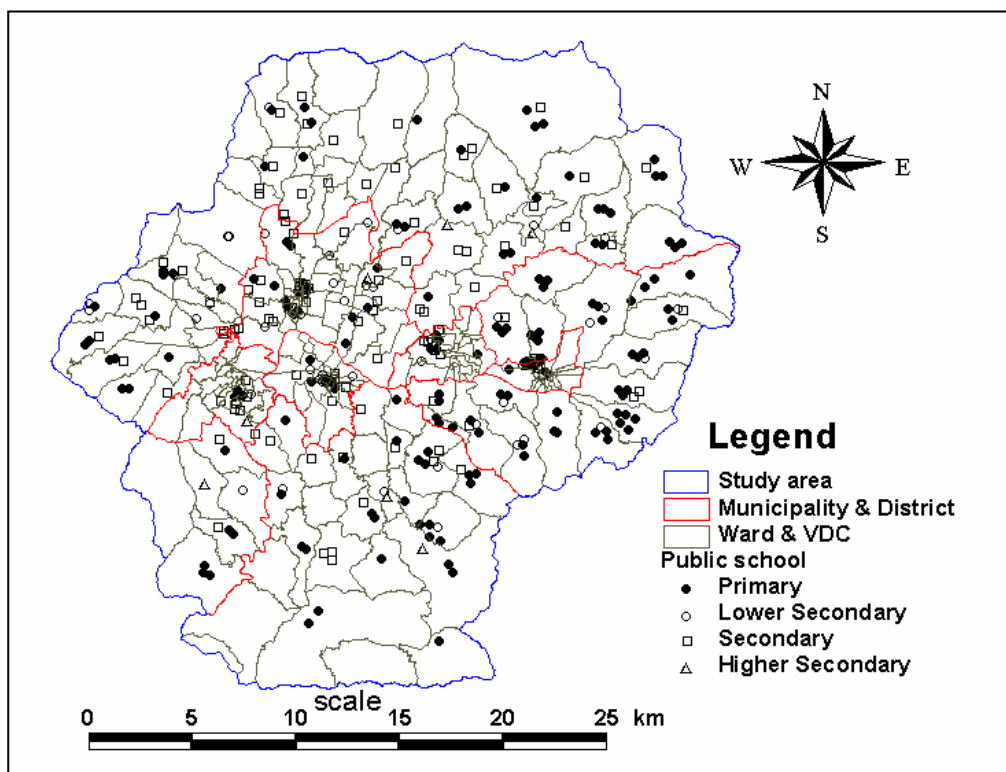 N
W E
S
Legend
Study area
Municipality & District
Ward & VDC
Public school
Primary
Lower Secondary
Secondary
Higher Secondary
scale
0 5 10 15 20 25 km